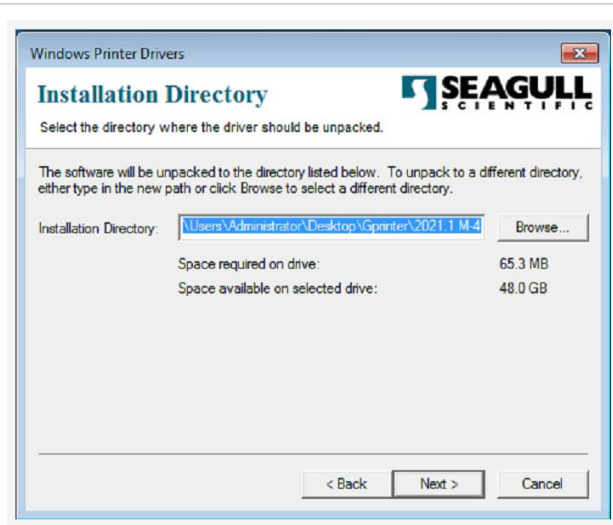 Windows Printer Drivers
Installation Directory
SEAGULL
SCIENTIFIC
Select the directory where the driver should be unpacked.
The software will be unpacked to the directory listed below. To unpack to a different directory,
either type in the new path or click Browse to select a different directory.
Installation Directory: \Users\Administrator\Desktop\Gprinter\2021.1 M-4 Browse...
Space required on drive: 65.3 MB
Space available on selected drive: 48.0 GB
< Back Next > Cancel